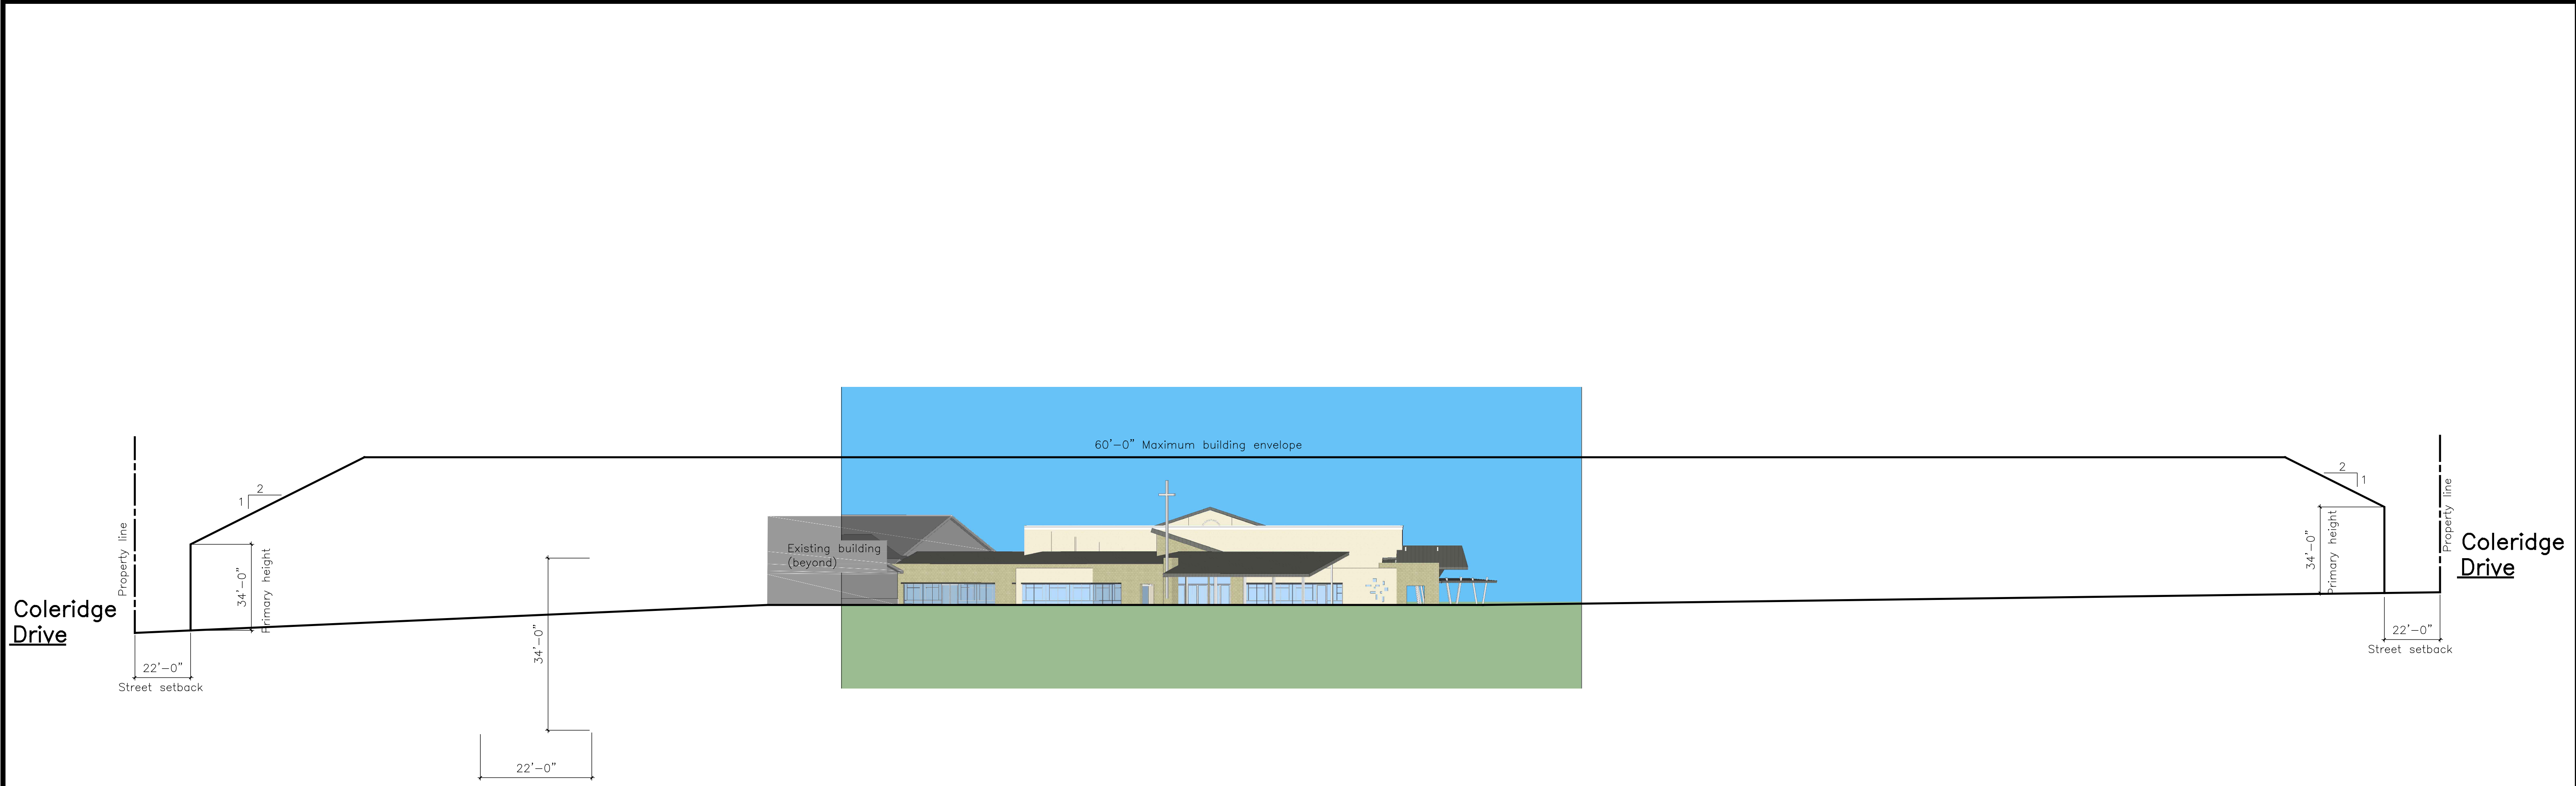 60'-0" Maximum building envelope
2
1
Property line
34'-0"
Primary height
Coleridge
Drive
22'-0"
Street setback
Existing building
(beyond)
34'-0"
22'-0"
2
1
Property line
34'-0"
Primary height
Coleridge
Drive
22'-0"
Street setback